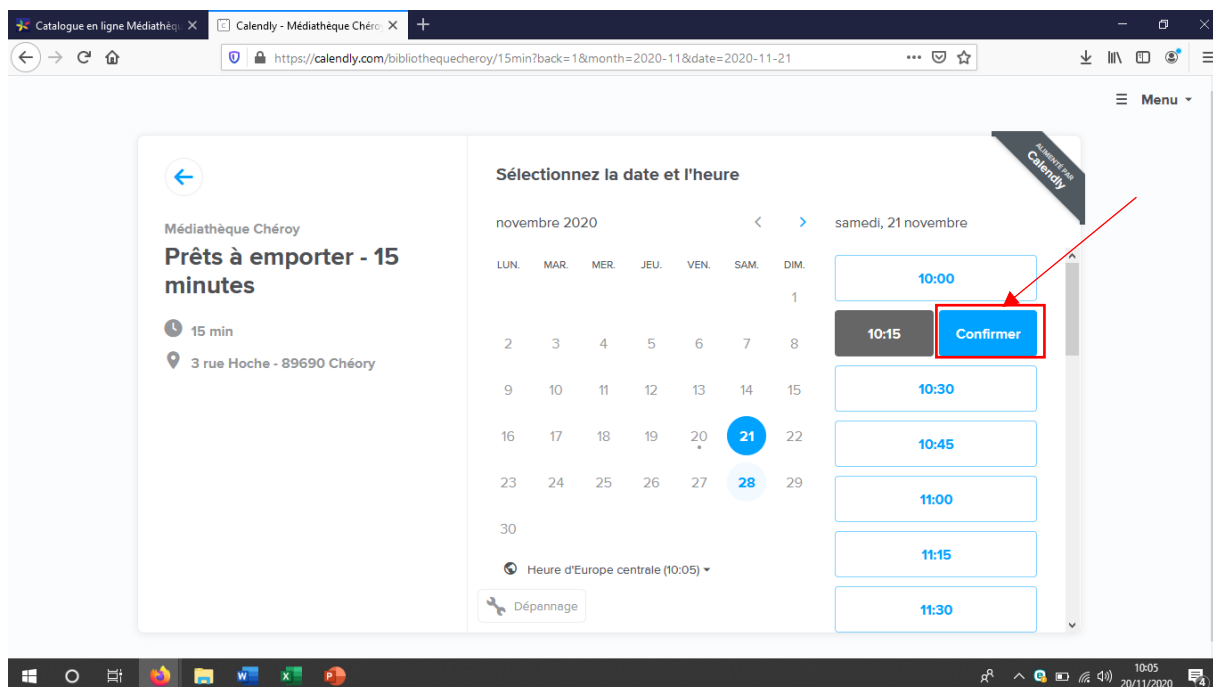 Catalogue en ligne Médiathèqu
Calendly - Médiathèque Chéroy
https://calendly.com/bibliothequecheroy/15min?back=1&month=2020-11&date=2020-11-21
Menu
ALIMENTÉ PAR
Calendly
Médiathèque Chéroy
Prêts à emporter - 15
minutes
15 min
3 rue Hoche - 89690 Chéory
Sélectionnez la date et l'heure
novembre 2020
LUN. MAR. MER. JEU. VEN. SAM. DIM.
1
2 3 4 5 6 7 8
9 10 11 12 13 14 15
16 17 18 19 20 21 22
23 24 25 26 27 28 29
30
Heure d'Europe centrale (10:05)
Dépannage
samedi, 21 novembre
10:00
10:15 Confirmer
10:30
10:45
11:00
11:15
11:30
10:05
20/11/2020
4